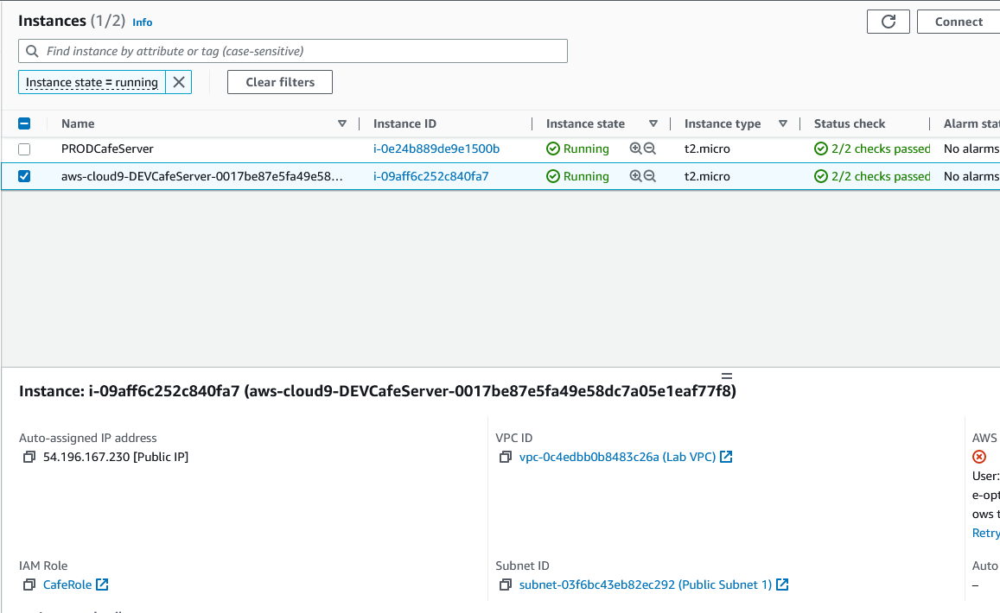 Instances (1/2) Info
Connect
Find instance by attribute or tag (case-sensitive)
Instance state = running
Clear filters
Name Instance ID Instance state Instance type Status check Alarm stat
PRODCafeServer i-0e24b889de9e1500b Running t2.micro 2/2 checks passed No alarms
aws-cloud9-DEVCafeServer-0017be87e5fa49e58... i-09aff6c252c840fa7 Running t2.micro 2/2 checks passed No alarms
Instance: i-09aff6c252c840fa7 (aws-cloud9-DEVCafeServer-0017be87e5fa49e58dc7a05e1eaf77f8)
Auto-assigned IP address VPC ID AWS
54.196.167.230 [Public IP] vpc-0c4edbb0b8483c26a (Lab VPC)
User:
e-opt
ows t
Retry
IAM Role Subnet ID Auto
CafeRole subnet-03f6bc43eb82ec292 (Public Subnet 1) –